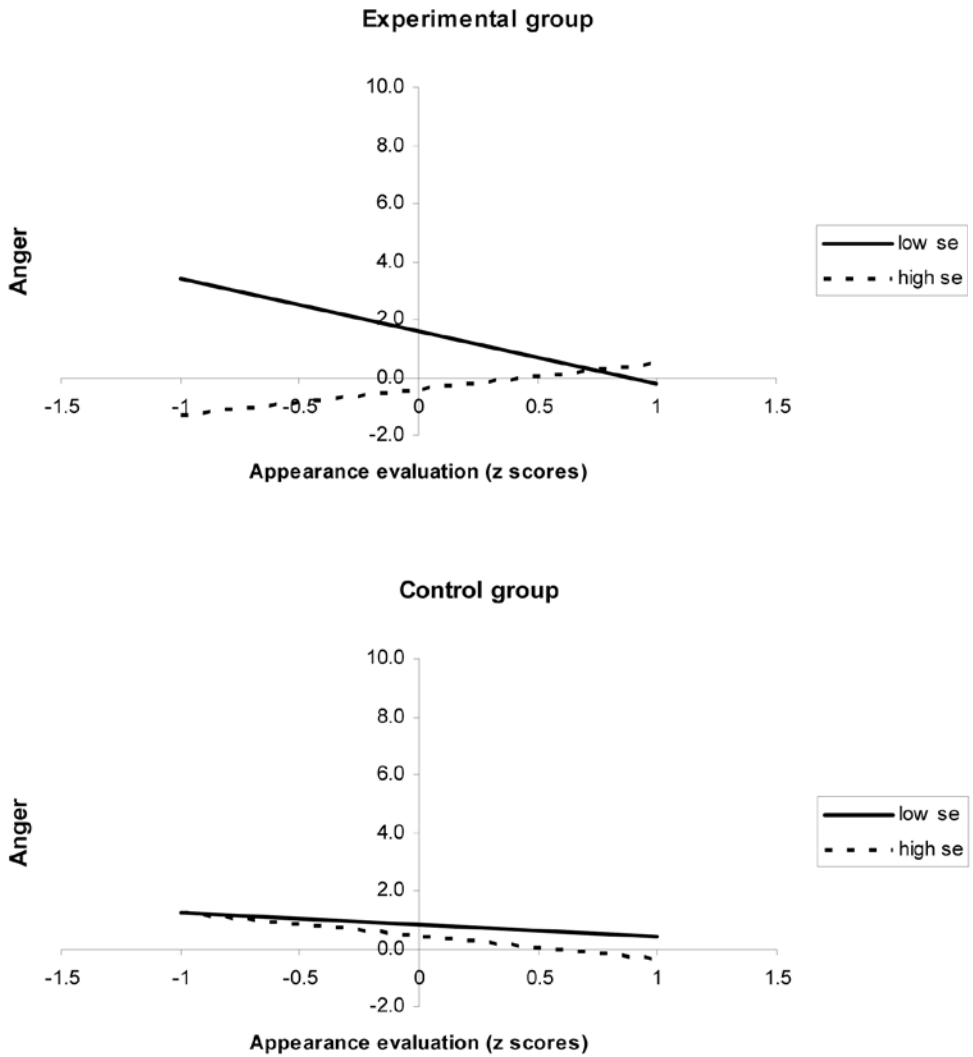 Experimental group
10.0
8.0
6.0
Anger
4.0
low se
high se
2.0
0.0
-1.5 -1 -0.5 0 0.5 1 1.5
-2.0
Appearance evaluation (z scores)
Control group
10.0
8.0
6.0
Anger
4.0
low se
high se
2.0
0.0
-1.5 -1 -0.5 0 0.5 1 1.5
-2.0
Appearance evaluation (z scores)